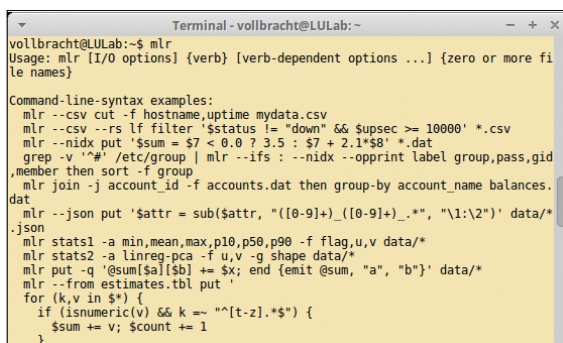 Terminal - vollbracht@LULab: ~
vollbracht@LULab:~$ mlr
Usage: mlr [I/O options] {verb} [verb-dependent options ...] {zero or more fi
le names}
Command-line-syntax examples:
mlr --csv cut -f hostname,uptime mydata.csv
mlr --csv --rs lf filter '$status != "down" && $upsec >= 10000' *.csv
mlr --nidx put '$sum = $7 < 0.0 ? 3.5 : $7 + 2.1*$8' *.dat
grep -v '^#' /etc/group | mlr --ifs : --nidx --opprint label group,pass,gid
,member then sort -f group
mlr join -j account_id -f accounts.dat then group-by account_name balances.
dat
mlr --json put '$attr = sub($attr, "([0-9]+)_([0-9]+)_.*", "\1:\2")' data/*
.json
mlr stats1 -a min,mean,max,p10,p50,p90 -f flag,u,v data/*
mlr stats2 -a linreg-pca -f u,v -g shape data/*
mlr put -q '@sum[$a][$b] += $x; end {emit @sum, "a", "b"}' data/*
mlr --from estimates.tbl put '
for (k,v in $*) {
if (isnumeric(v) && k =~ "^[t-z].*$") {
$sum += v; $count += 1
}